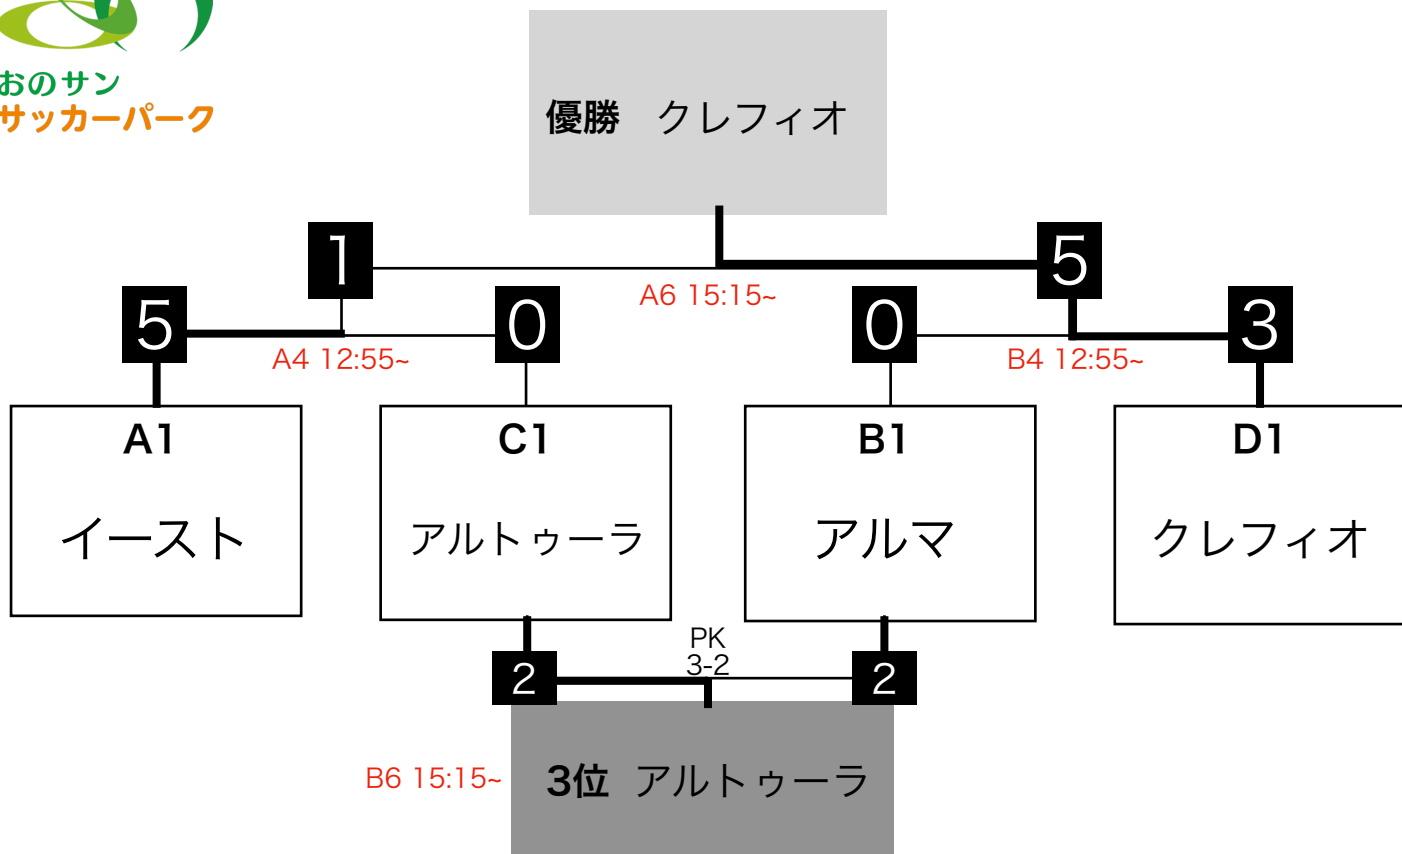 おのサン
サッカーパーク
優勝 クレフィオ
1
5
A6 15:15~
5
0
0
3
A4 12:55~
B4 12:55~
A1
C1
B1
D1
イースト
アルトゥーラ
アルマ
クレフィオ
PK
3-2
2
2
B6 15:15~
3位 アルトゥーラ